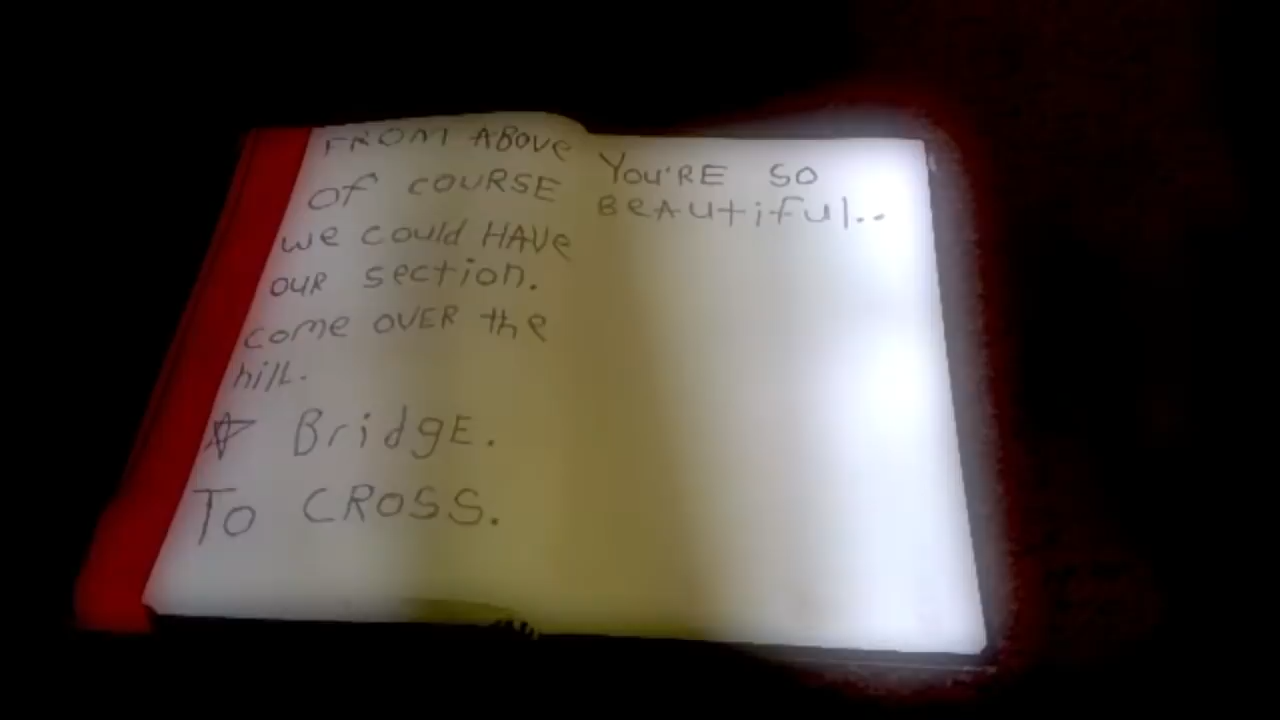 FROM ABove
Of COURSE
we could HAVe
OUR section.
come OVER the
hill.
BridgE.
To CROSS.
You'RE SO
BeAutiful..